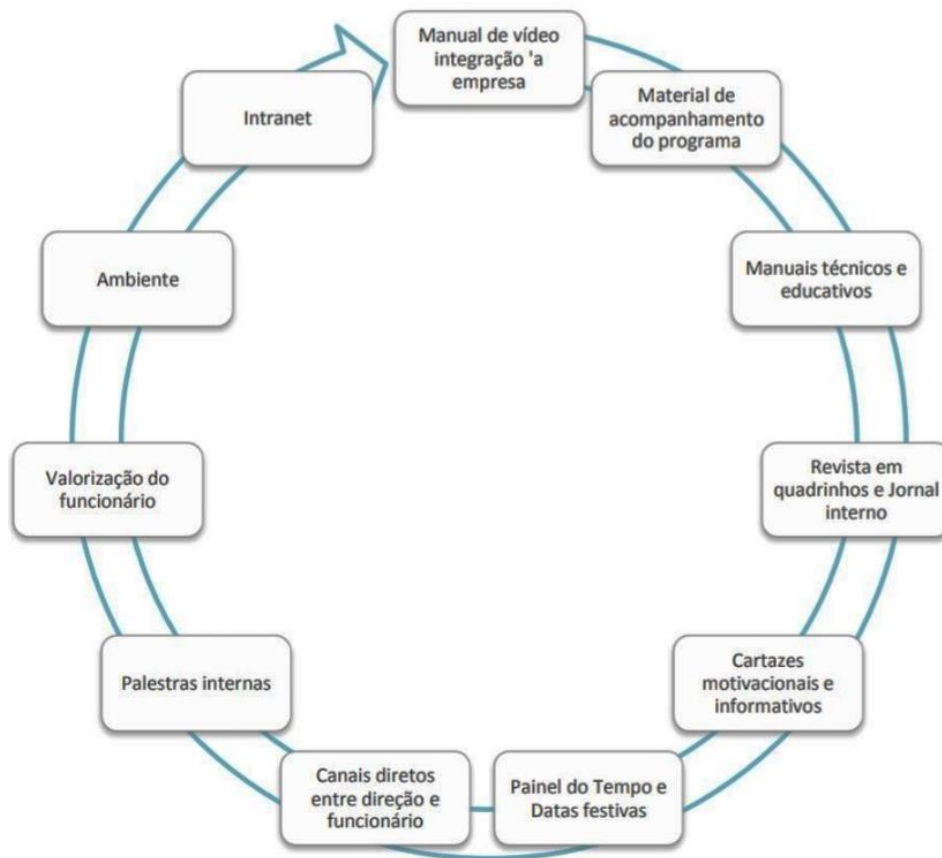 Manual de vídeo
integração 'a
empresa
Material de
acompanhamento
do programa
Manuais técnicos e
educativos
Revista em
quadrinhos e Jornal
interno
Cartazes
motivacionais e
informativos
Painel do Tempo e
Datas festivas
Canais diretos
entre direção e
funcionário
Palestras internas
Valorização do
funcionário
Ambiente
Intranet